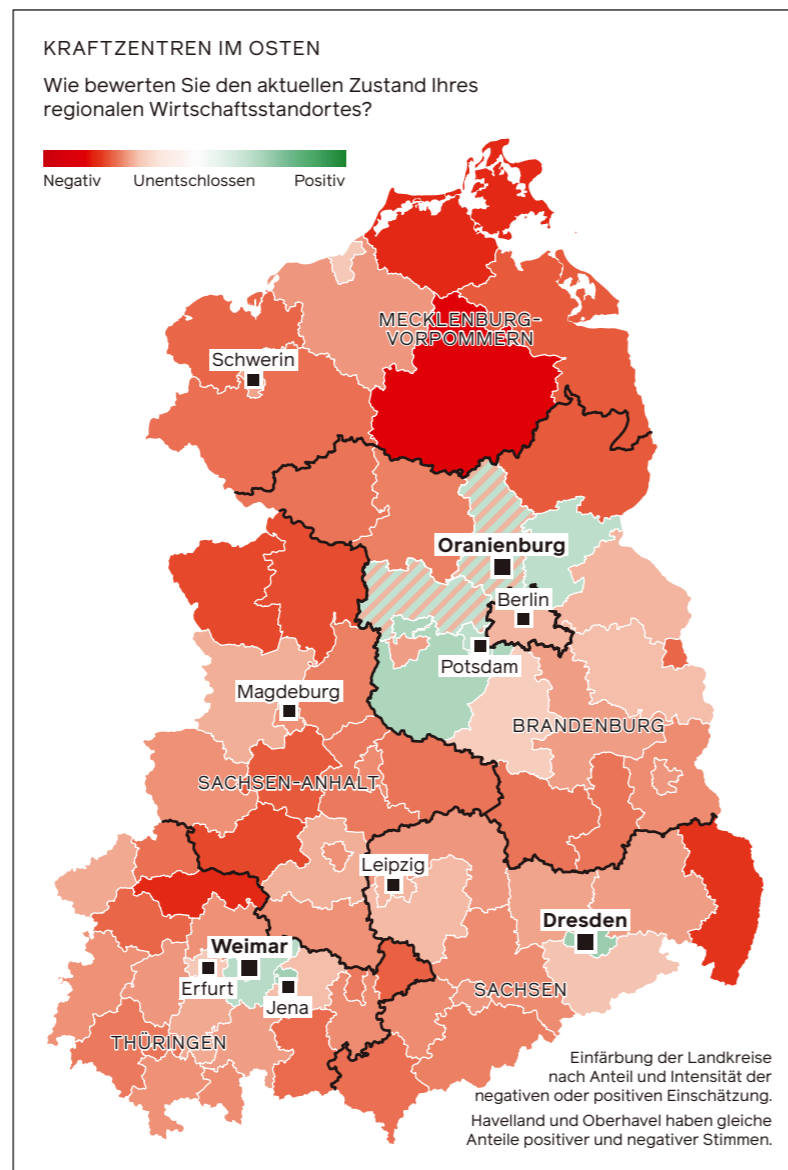 KRAFTZENTREN IM OSTEN
Wie bewerten Sie den aktuellen Zustand Ihres
regionalen Wirtschaftsstandortes?
Negativ Unentschlossen Positiv
MECKLENBURG-
VORPOMMERN
Schwerin
Oranienburg
Berlin
Potsdam
Magdeburg
BRANDENBURG
SACHSEN-ANHALT
Leipzig
Dresden
Weimar
Erfurt
Jena
SACHSEN
THÜRINGEN
Einfärbung der Landkreise
nach Anteil und Intensität der
negativen oder positiven Einschätzung.
Havelland und Oberhavel haben gleiche
Anteile positiver und negativer Stimmen.